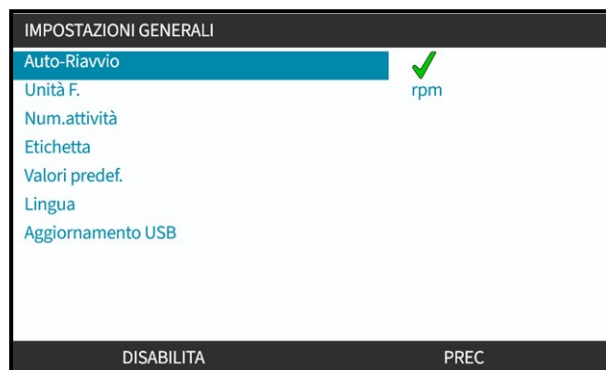 IMPOSTAZIONI GENERALI
Auto-Riavvio
Unità F. rpm
Num.attività
Etichetta
Valori predef.
Lingua
Aggiornamento USB
DISABILITA PREC